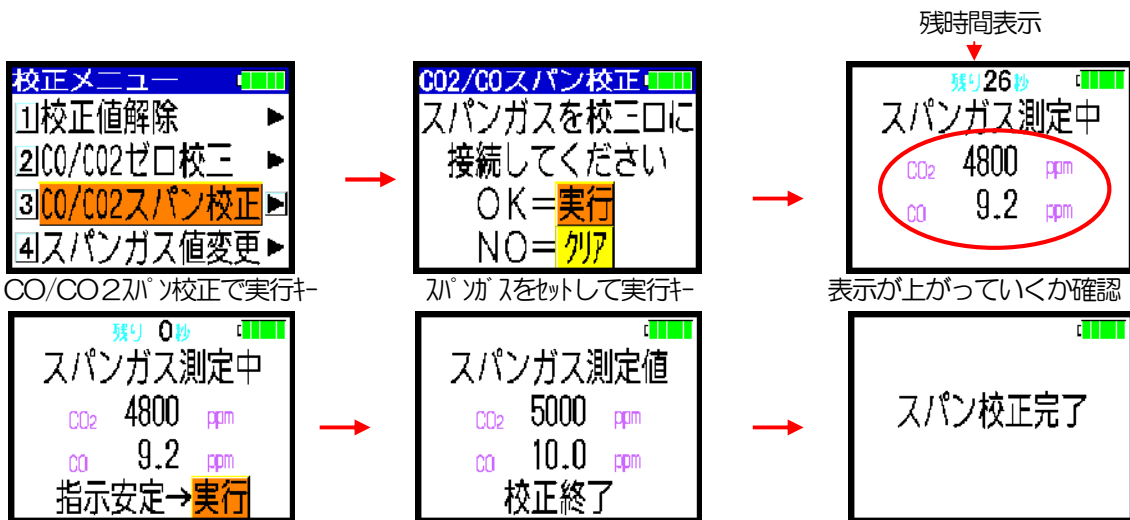 残時間表示
校正メニュー
1校正値解除
2CO/CO2ゼロ校三
3CO/CO2スパン校正
4スパンガス値変更
CO/CO2スパン校正で実行キー
CO2/COスパン校正
スパンガスを校三口に
接続してください
OK=実行
NO=クリア
スパンガスをセットして実行キー
残り26秒
スパンガス測定中
CO2 4800 ppm
CO 9.2 ppm
表示が上がっていくか確認
残り 0秒
スパンガス測定中
CO2 4800 ppm
CO 9.2 ppm
指示安定→実行
スパンガス測定値
CO2 5000 ppm
CO 10.0 ppm
校正終了
スパン校正完了